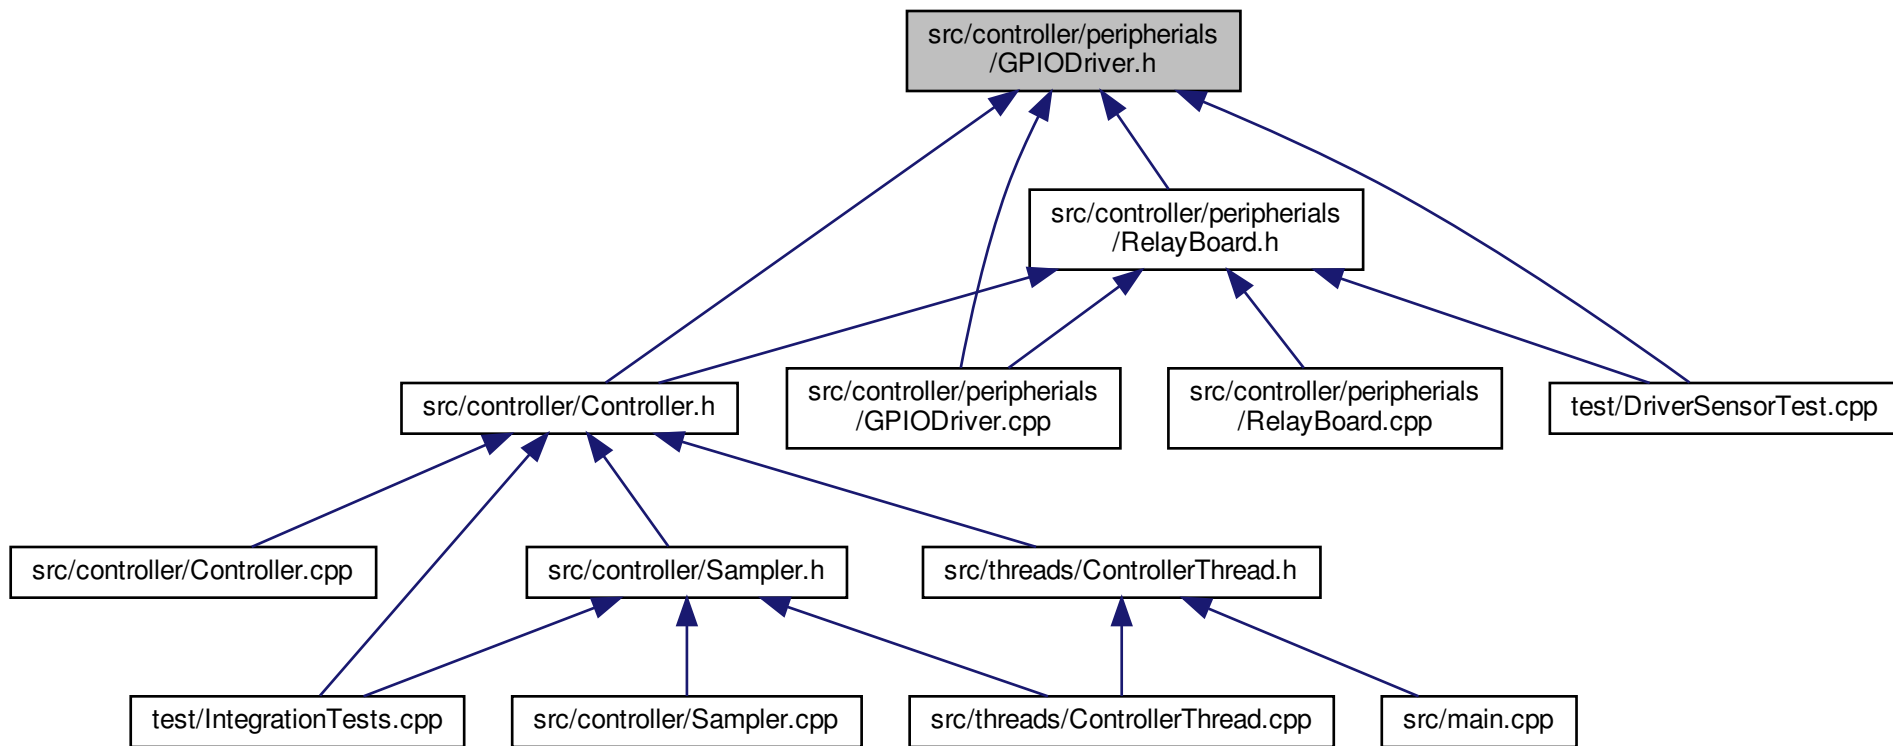 src/controller/peripherials
/GPIODriver.h
src/controller/peripherials
/RelayBoard.h
src/controller/Controller.h
src/controller/peripherials
/GPIODriver.cpp
src/controller/peripherials
/RelayBoard.cpp
test/DriverSensorTest.cpp
src/controller/Controller.cpp
src/controller/Sampler.h
src/threads/ControllerThread.h
test/IntegrationTests.cpp
src/controller/Sampler.cpp
src/threads/ControllerThread.cpp
src/main.cpp